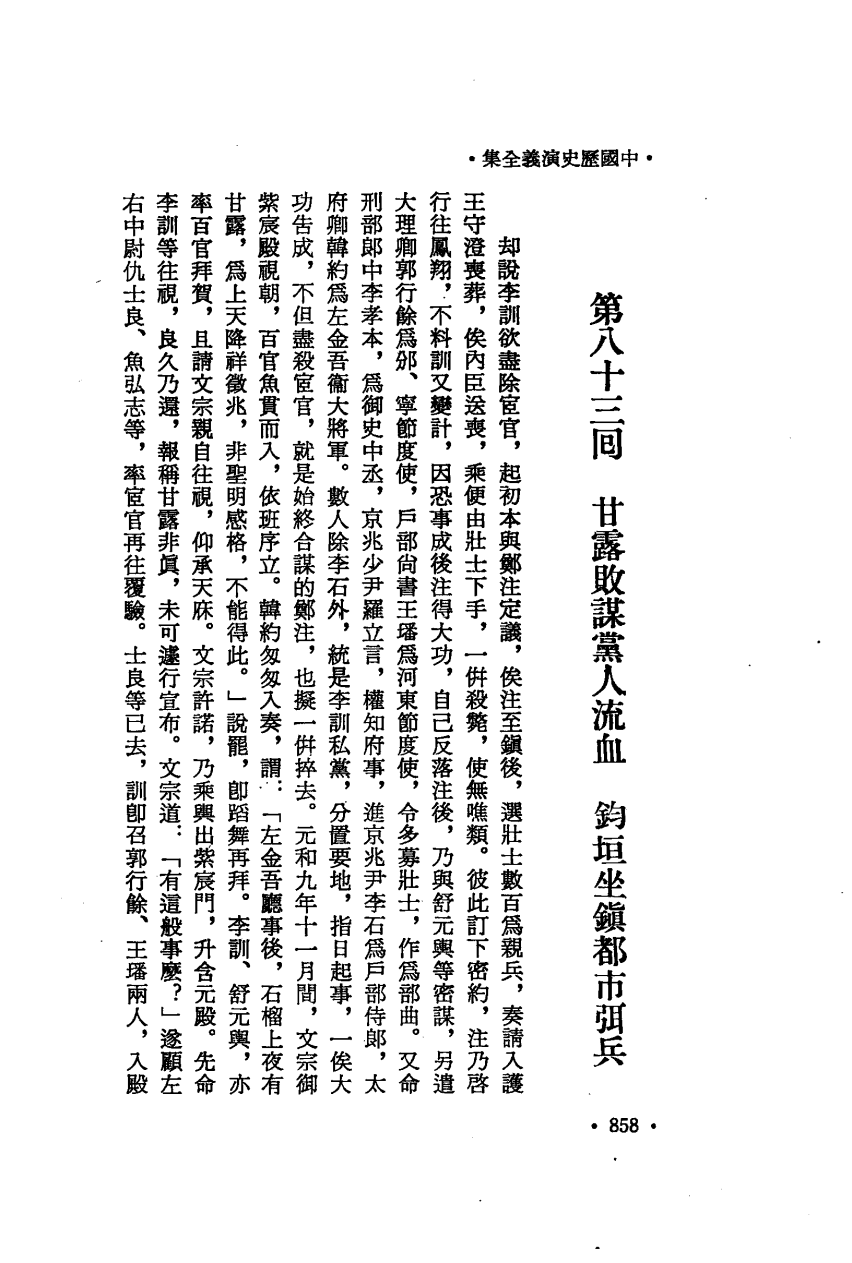 •中國歷史演義全集•
第八十三回　甘露敗謀黨人流血　鈞垣坐鎮都市弭兵
却說李訓欲盡除宦官，起初本與鄭注定議，俟注至鎮後，選壯士數百爲親兵，奏請入護
王守澄喪葬，俟內臣送喪，乘便由壯士下手，一倂殺斃，使無噍類。彼此訂下密約，注乃啓
行往鳳翔，不料訓又變計，因恐事成後注得大功，自己反落注後，乃與舒元輿等密謀，另遣
大理卿郭行餘爲邠、寧節度使，戶部尙書王璠爲河東節度使，令多募壯士，作爲部曲。又命
刑部郞中李孝本，爲御史中丞，京兆少尹羅立言，權知府事，進京兆尹李石爲戶部侍郞，太
府卿韓約爲左金吾衞大將軍。數人除李石外，統是李訓私黨，分置要地，指日起事，一俟大
功告成，不但盡殺宦官，就是始終合謀的鄭注，也擬一倂捽去。元和九年十一月間，文宗御
紫宸殿視朝，百官魚貫而入，依班序立。韓約匆匆入奏，謂：「左金吾廳事後，石榴上夜有
甘露，爲上天降祥徵兆，非聖明感格，不能得此。」說罷，卽蹈舞再拜。李訓、舒元輿，亦
率百官拜賀，且請文宗親自往視，仰承天庥。文宗許諾，乃乘輿出紫宸門，升含元殿。先命
李訓等往視，良久乃還，報稱甘露非眞，未可遽行宣布。文宗道：「有這般事麼？」遂顧左
右中尉仇士良、魚弘志等，率宦官再往覆驗。士良等已去，訓卽召郭行餘、王璠兩人，入殿
•858•